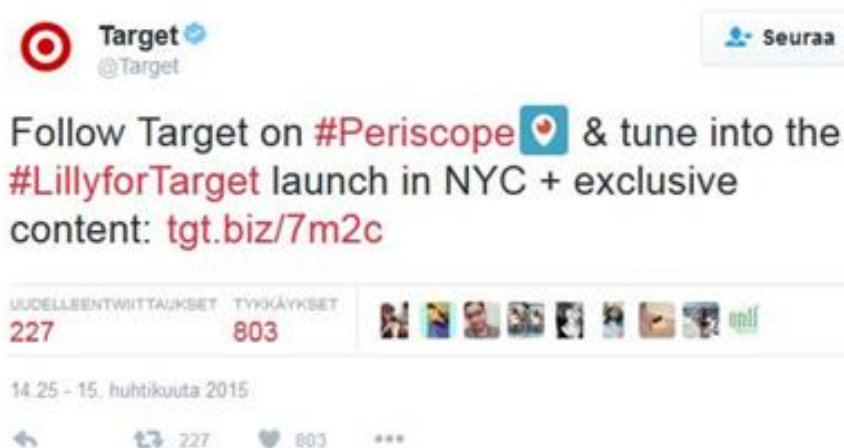 Target
@Target
Seuraa
Follow Target on #Periscope & tune into the
#LillyforTarget launch in NYC + exclusive
content: tgt.biz/7m2c
UUDELLEENTWIITTAUKSET TYKKÄYKSET
227 803
14.25 - 15. huhtikuuta 2015
227 803